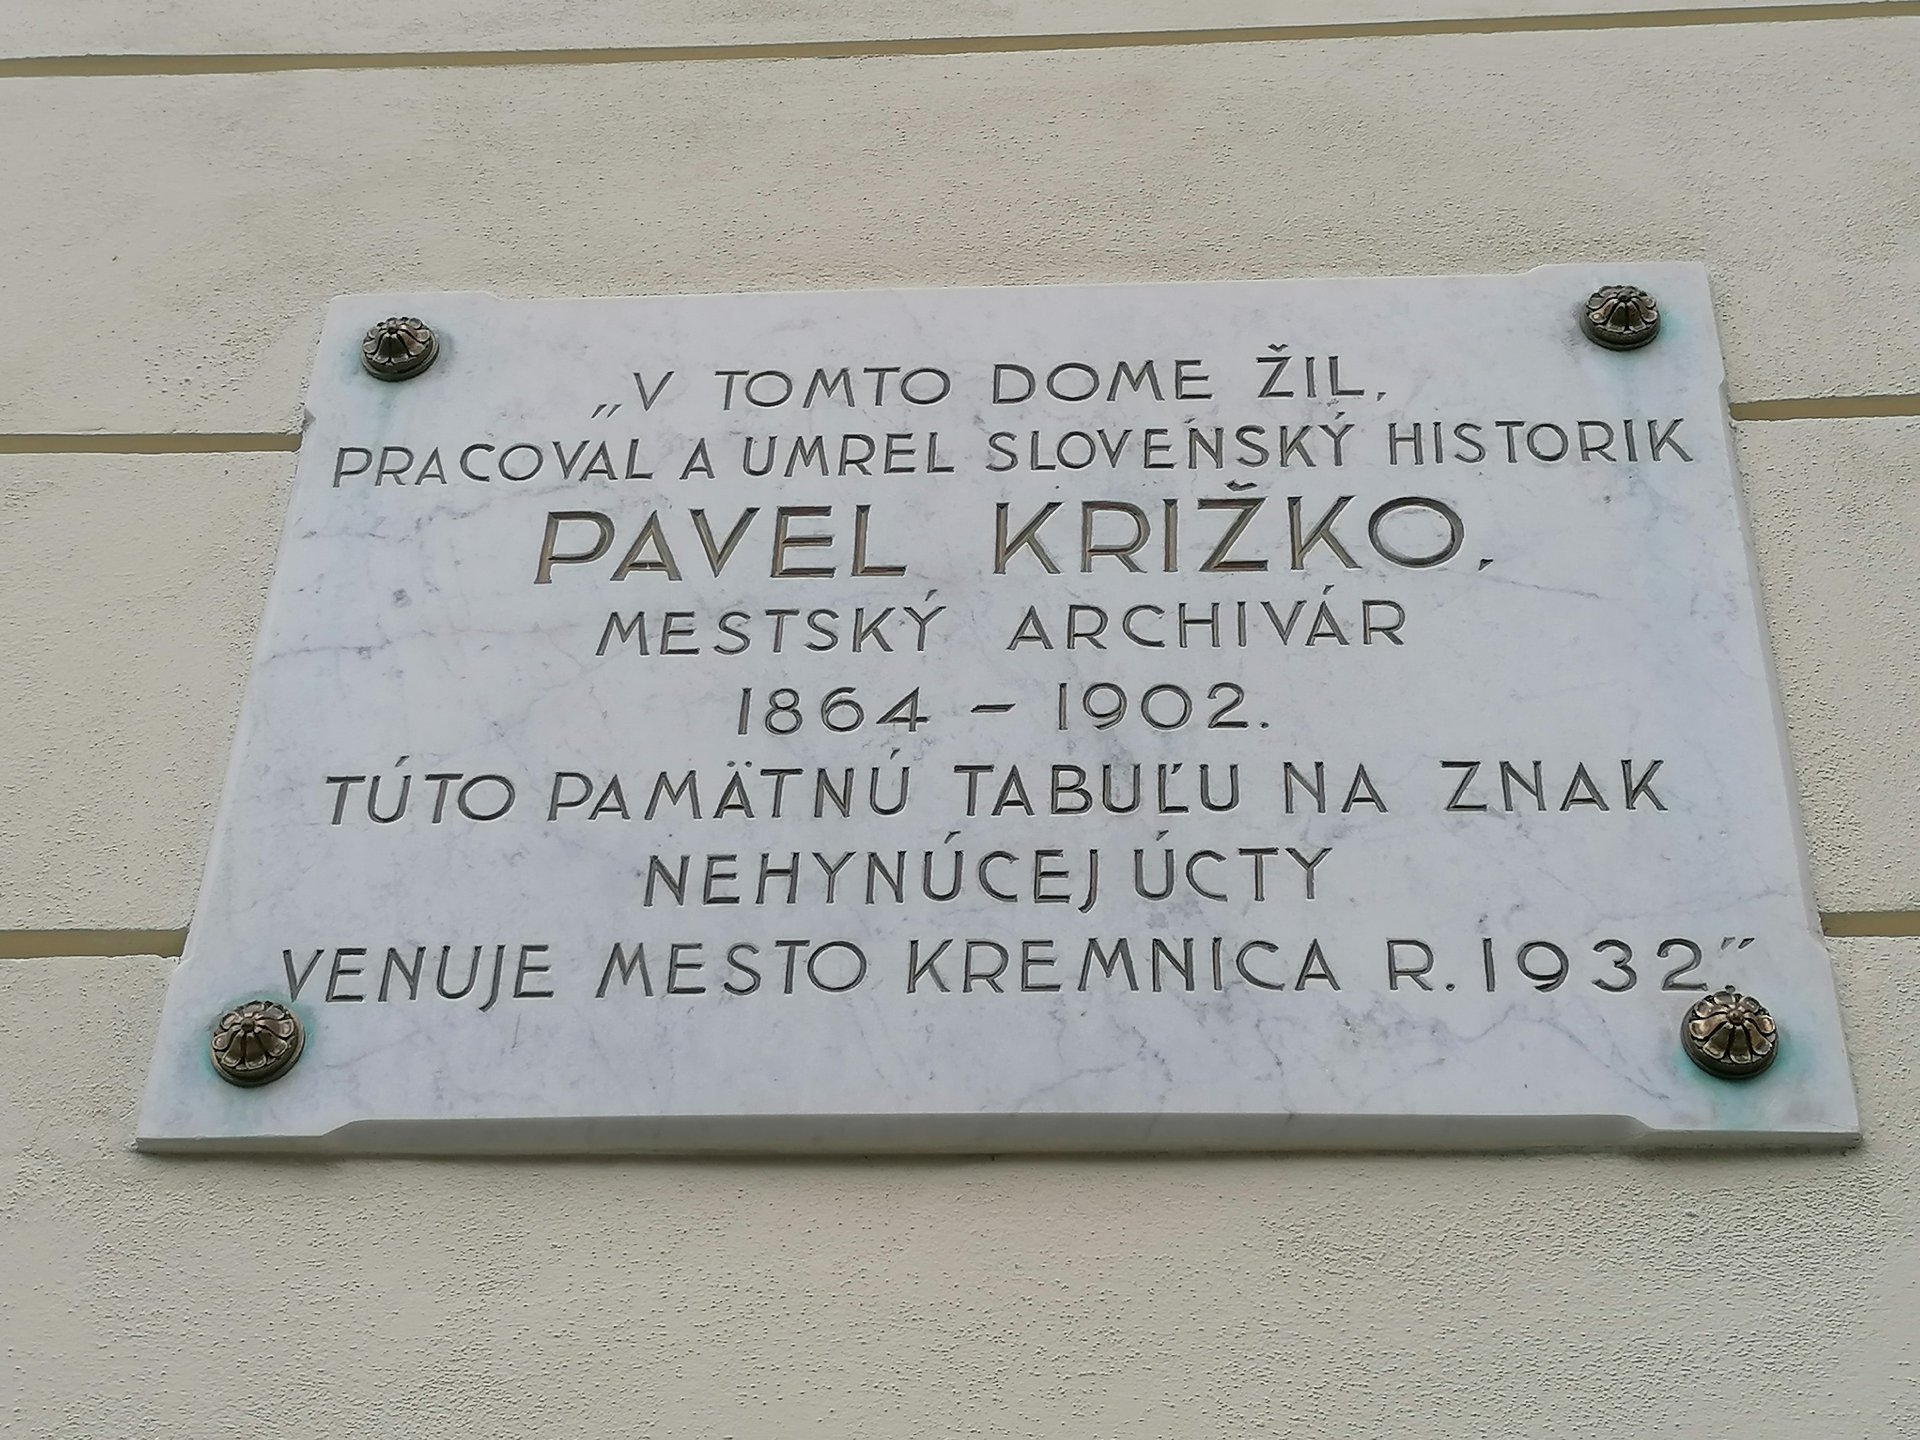 „V TOMTO DOME ŽIL,
PRACOVAL A UMREL SLOVENSKÝ HISTORIK
PAVEL KRIŽKO,
MESTSKÝ ARCHIVÁR
1864 – 1902.
TÚTO PAMÄTNÚ TABUĽU NA ZNAK
NEHYNÚCEJ ÚCTY
VENUJE MESTO KREMNICA R. 1932.”